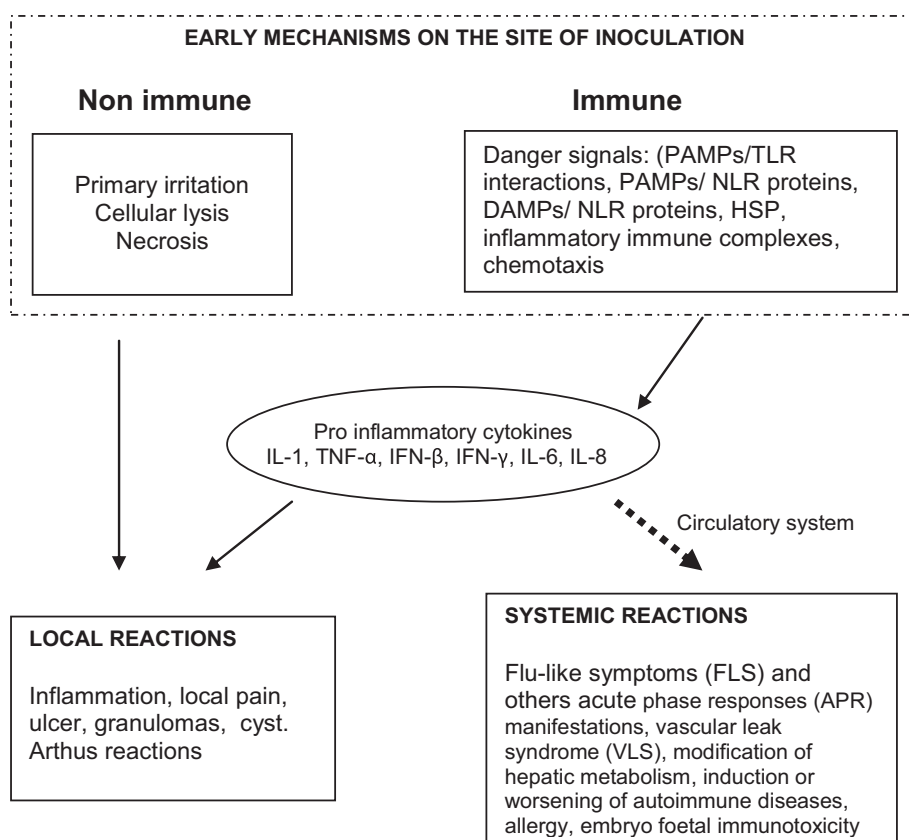 EARLY MECHANISMS ON THE SITE OF INOCULATION
Non immune
Primary irritation
Cellular lysis
Necrosis
Immune
Danger signals: (PAMPs/TLR
interactions, PAMPs/ NLR proteins,
DAMPs/ NLR proteins, HSP,
inflammatory immune complexes,
chemotaxis
Pro inflammatory cytokines
IL-1, TNF-α, IFN-β, IFN-γ, IL-6, IL-8
Circulatory system
LOCAL REACTIONS
Inflammation, local pain,
ulcer, granulomas, cyst.
Arthus reactions
SYSTEMIC REACTIONS
Flu-like symptoms (FLS) and
others acute phase responses (APR)
manifestations, vascular leak
syndrome (VLS), modification of
hepatic metabolism, induction or
worsening of autoimmune diseases,
allergy, embryo foetal immunotoxicity